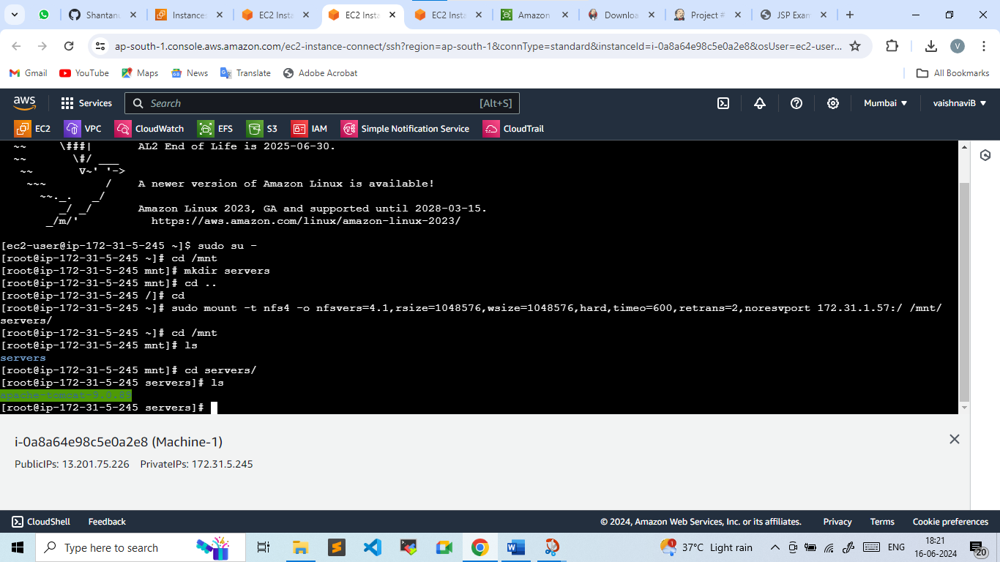 Shantanu
Instances
EC2 Insta
EC2 Insta
EC2 Insta
Amazon
Downloa
Project #
JSP Exam
ap-south-1.console.aws.amazon.com/ec2-instance-connect/ssh?region=ap-south-1&connType=standard&instanceId=i-0a8a64e98c5e0a2e8&osUser=ec2-user...
V
Gmail
YouTube
Maps
News
Translate
Adobe Acrobat
All Bookmarks
aws
Services
Search
[Alt+S]
Mumbai
vaishnaviB
EC2
VPC
CloudWatch
EFS
S3
IAM
Simple Notification Service
CloudTrail
~~ \###| AL2 End of Life is 2025-06-30.
~~ \#/ ___
~~ V~' '->
~~~ / A newer version of Amazon Linux is available!
~~._. _/
_/ _/ Amazon Linux 2023, GA and supported until 2028-03-15.
_/m/' https://aws.amazon.com/linux/amazon-linux-2023/
[ec2-user@ip-172-31-5-245 ~]$ sudo su -
[root@ip-172-31-5-245 ~]# cd /mnt
[root@ip-172-31-5-245 mnt]# mkdir servers
[root@ip-172-31-5-245 mnt]# cd ..
[root@ip-172-31-5-245 /]# cd
[root@ip-172-31-5-245 ~]# sudo mount -t nfs4 -o nfsvers=4.1,rsize=1048576,wsize=1048576,hard,timeo=600,retrans=2,noresvport 172.31.1.57:/ /mnt/
servers/
[root@ip-172-31-5-245 ~]# cd /mnt
[root@ip-172-31-5-245 mnt]# ls
servers
[root@ip-172-31-5-245 mnt]# cd servers/
[root@ip-172-31-5-245 servers]# ls
apache-tomcat-9.0.89
[root@ip-172-31-5-245 servers]#
i-0a8a64e98c5e0a2e8 (Machine-1)
PublicIPs: 13.201.75.226 PrivateIPs: 172.31.5.245
CloudShell
Feedback
© 2024, Amazon Web Services, Inc. or its affiliates.
Privacy
Terms
Cookie preferences
Type here to search
37°C Light rain
ENG
18:21
16-06-2024
20